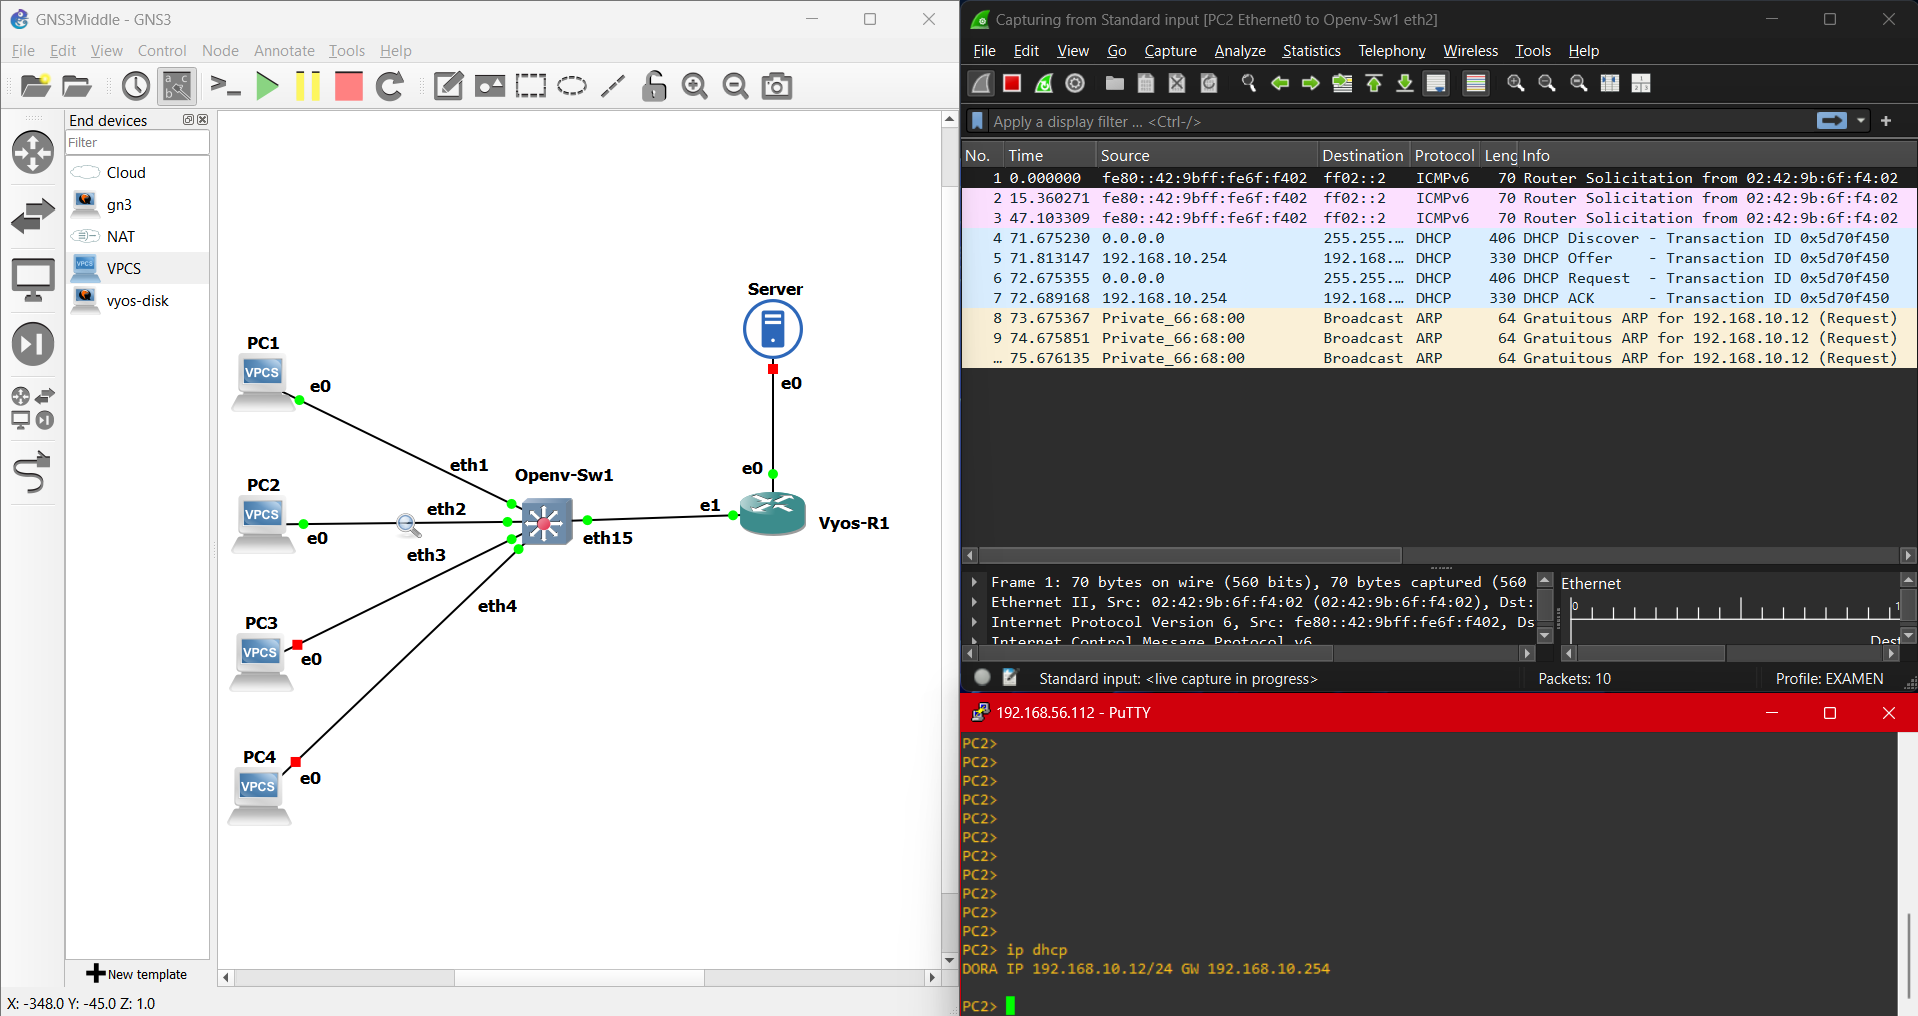 GNS3Middle - GNS3
File Edit View Control Node Annotate Tools Help
End devices
Filter
Cloud
gn3
NAT
VPCS
vyos-disk
New template
X: -348.0 Y: -45.0 Z: 1.0
Server
e0
PC1
VPCS
e0
eth1
Openv-Sw1
e0
PC2
VPCS
e0
eth2
eth3
eth15
e1
Vyos-R1
eth4
PC3
VPCS
e0
PC4
VPCS
e0
Capturing from Standard input [PC2 Ethernet0 to Openv-Sw1 eth2]
File Edit View Go Capture Analyze Statistics Telephony Wireless Tools Help
Apply a display filter ... <Ctrl-/>
No. Time Source Destination Protocol Leng Info
1 0.000000 fe80::42:9bff:fe6f:f402 ff02::2 ICMPv6 70 Router Solicitation from 02:42:9b:6f:f4:02
2 15.360271 fe80::42:9bff:fe6f:f402 ff02::2 ICMPv6 70 Router Solicitation from 02:42:9b:6f:f4:02
3 47.103309 fe80::42:9bff:fe6f:f402 ff02::2 ICMPv6 70 Router Solicitation from 02:42:9b:6f:f4:02
4 71.675230 0.0.0.0 255.255.… DHCP 406 DHCP Discover - Transaction ID 0x5d70f450
5 71.813147 192.168.10.254 192.168.… DHCP 330 DHCP Offer - Transaction ID 0x5d70f450
6 72.675355 0.0.0.0 255.255.… DHCP 406 DHCP Request - Transaction ID 0x5d70f450
7 72.689168 192.168.10.254 192.168.… DHCP 330 DHCP ACK - Transaction ID 0x5d70f450
8 73.675367 Private_66:68:00 Broadcast ARP 64 Gratuitous ARP for 192.168.10.12 (Request)
9 74.675851 Private_66:68:00 Broadcast ARP 64 Gratuitous ARP for 192.168.10.12 (Request)
… 75.676135 Private_66:68:00 Broadcast ARP 64 Gratuitous ARP for 192.168.10.12 (Request)
Frame 1: 70 bytes on wire (560 bits), 70 bytes captured (560
Ethernet II, Src: 02:42:9b:6f:f4:02 (02:42:9b:6f:f4:02), Dst:
Internet Protocol Version 6, Src: fe80::42:9bff:fe6f:f402, Ds
Internet Control Message Protocol v6
Ethernet
0 1
Dest
Standard input: <live capture in progress>
Packets: 10
Profile: EXAMEN
192.168.56.112 - PuTTY
PC2>
PC2>
PC2>
PC2>
PC2>
PC2>
PC2>
PC2>
PC2>
PC2>
PC2>
PC2> ip dhcp
DORA IP 192.168.10.12/24 GW 192.168.10.254
PC2>